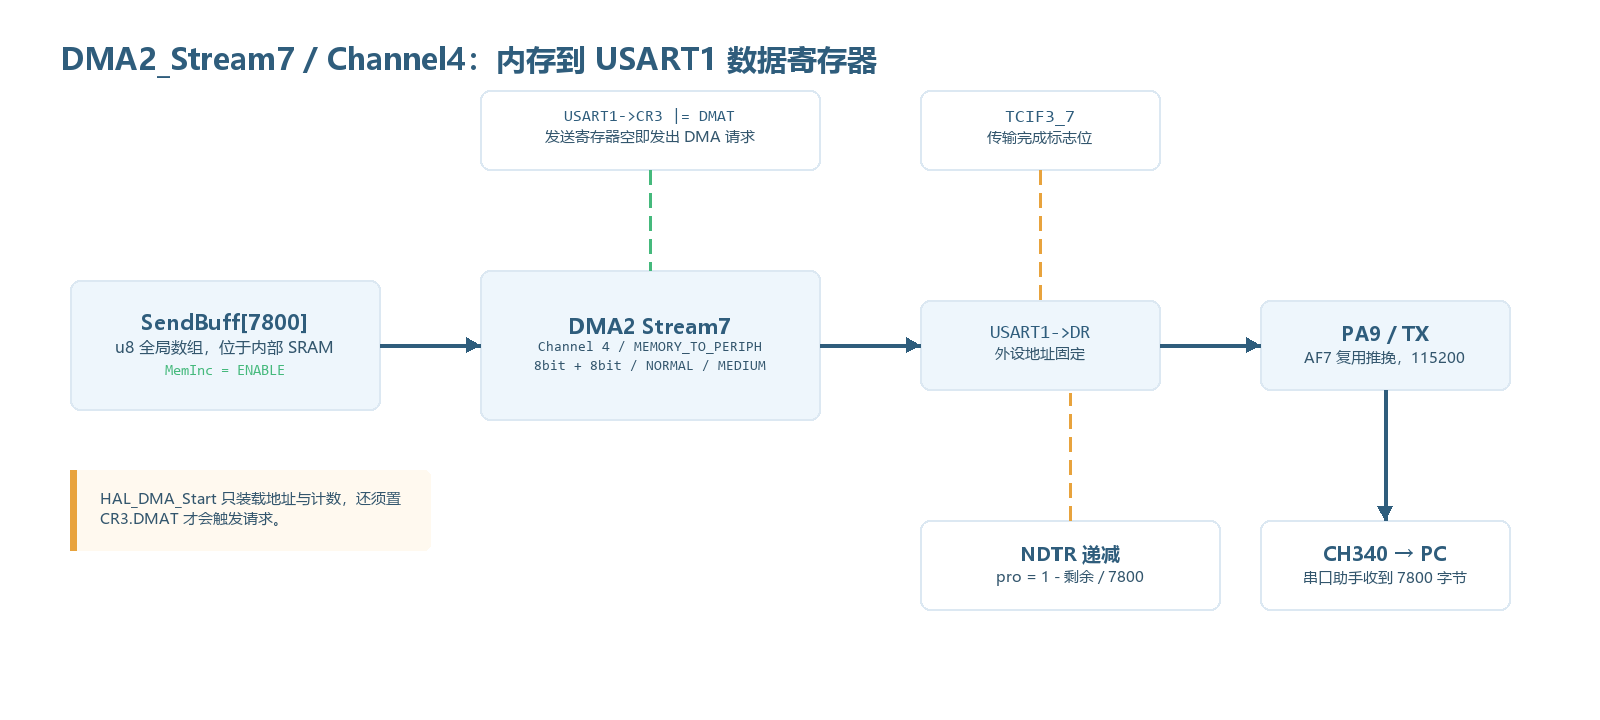 DMA2_Stream7 / Channel4：内存到 USART1 数据寄存器
USART1->CR3 |= DMAT
发送寄存器空即发出 DMA 请求
TCIF3_7
传输完成标志位
SendBuff[7800]
u8 全局数组，位于内部 SRAM
MemInc = ENABLE
DMA2 Stream7
Channel 4 / MEMORY_TO_PERIPH
8bit + 8bit / NORMAL / MEDIUM
USART1->DR
外设地址固定
PA9 / TX
AF7 复用推挽，115200
HAL_DMA_Start 只装载地址与计数，还须置
CR3.DMAT 才会触发请求。
NDTR 递减
pro = 1 - 剩余 / 7800
CH340 → PC
串口助手收到 7800 字节